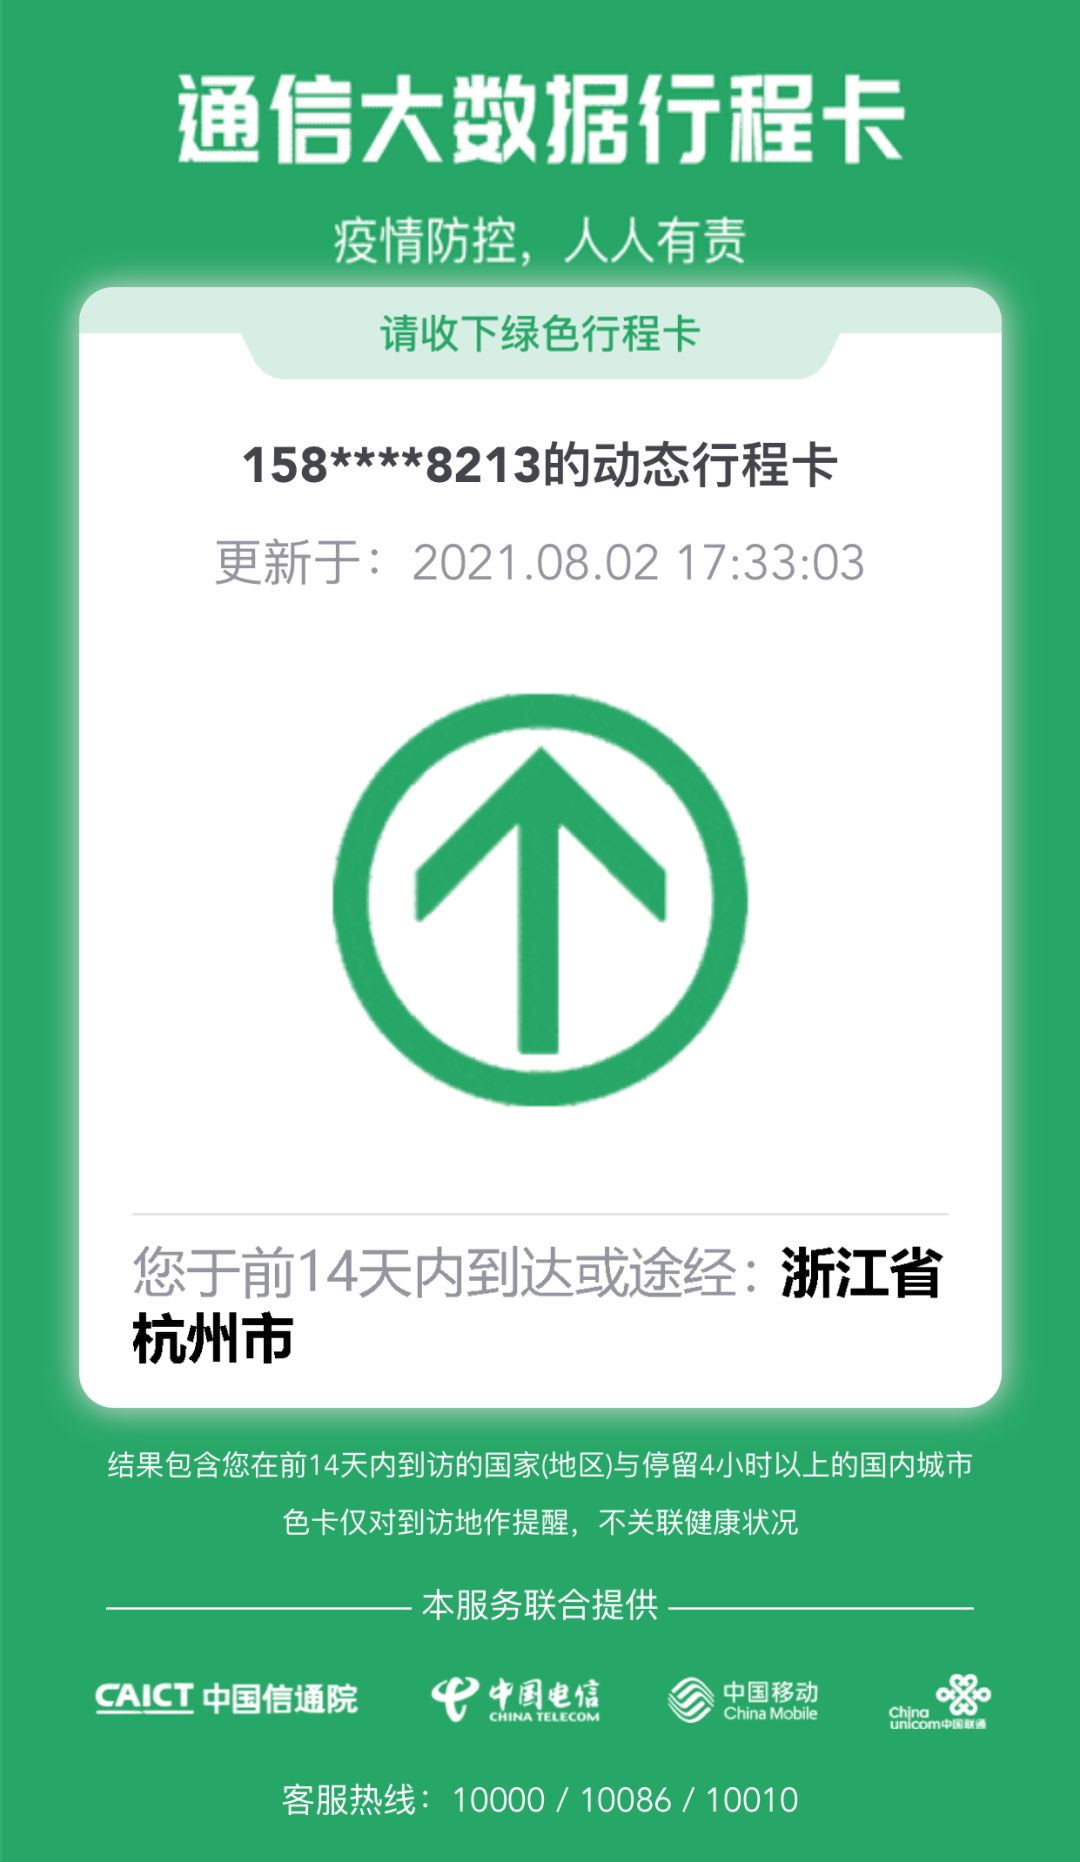 通信大数据行程卡
疫情防控，人人有责
请收下绿色行程卡
158****8213的动态行程卡
更新于：2021.08.02 17:33:03
您于前14天内到达或途经：浙江省
杭州市
结果包含您在前14天内到访的国家(地区)与停留4小时以上的国内城市
色卡仅对到访地作提醒，不关联健康状况
本服务联合提供
CAICT 中国信通院
中国电信
CHINA TELECOM
中国移动
China Mobile
China
unicom中国联通
客服热线：10000 / 10086 / 10010